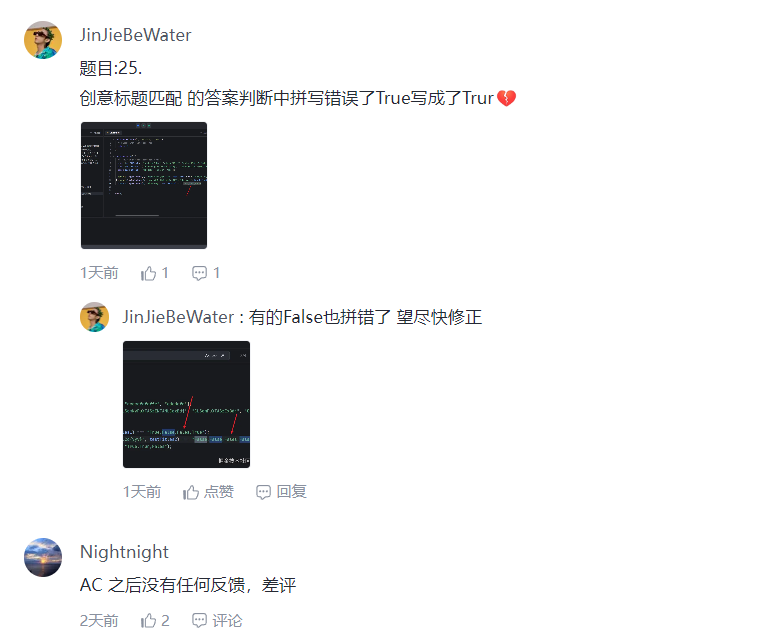 JinJieBeWater
题目:25.
创意标题匹配 的答案判断中拼写错误了True写成了Trur💔
1天前 1 1
JinJieBeWater : 有的False也拼错了 望尽快修正
1天前 点赞 回复
Nightnight
AC 之后没有任何反馈，差评
2天前 2 评论